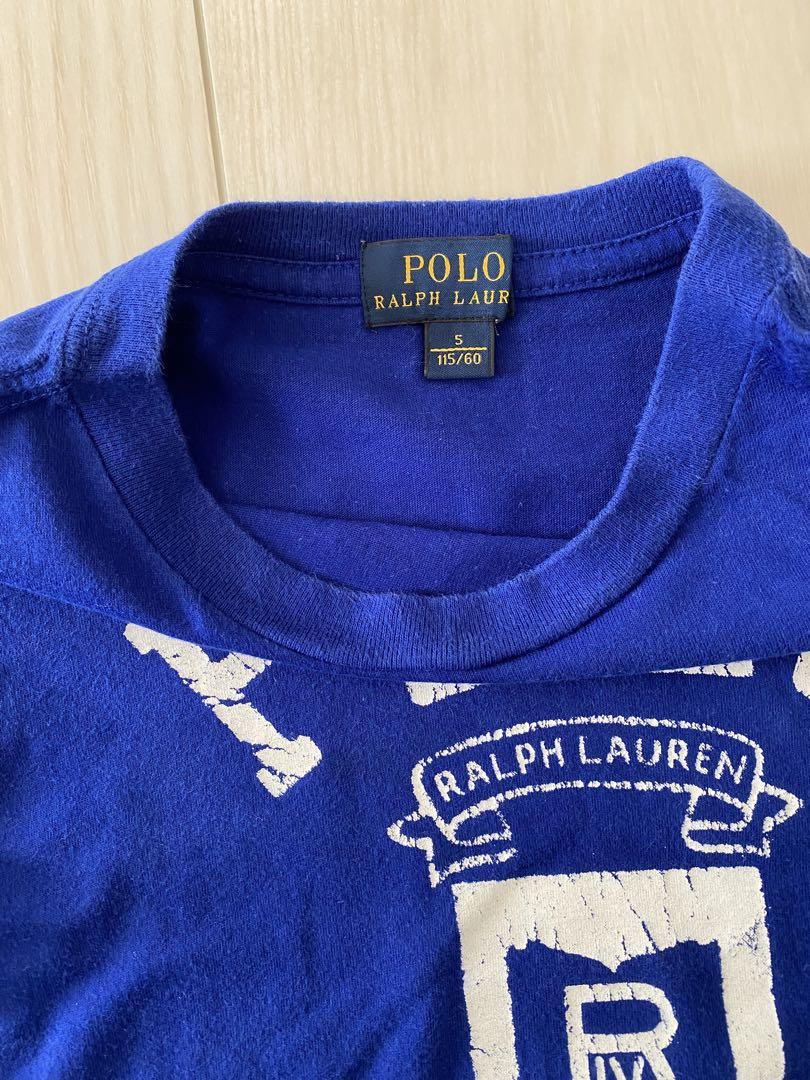 POLO
RALPH LAUR
5
115/60
RALPH LAUREN
R